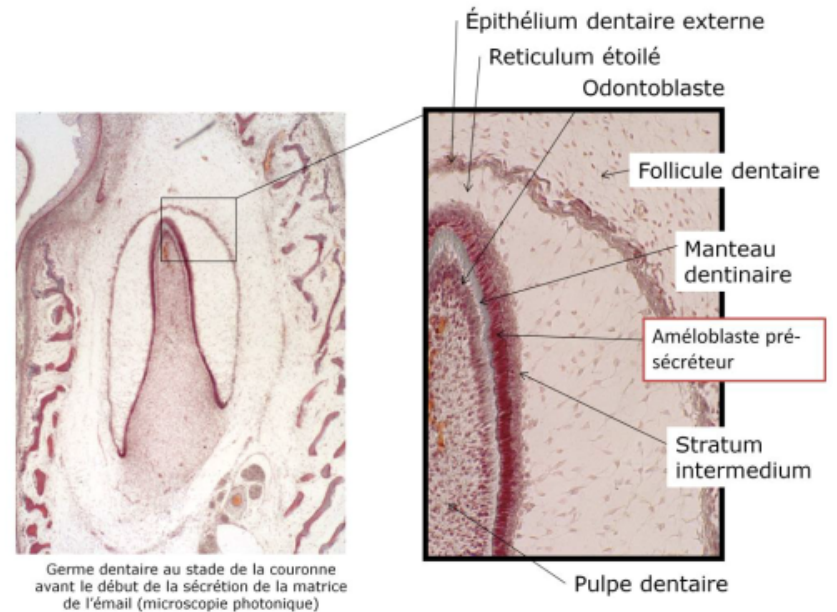 Épithélium dentaire externe
Reticulum étoilé
Odontoblaste
Follicule dentaire
Manteau
dentinaire
Améloblaste pré-
sécréteur
Stratum
intermedium
Pulpe dentaire
Germe dentaire au stade de la couronne
avant le début de la sécrétion de la matrice
de l'émail (microscopie photonique)